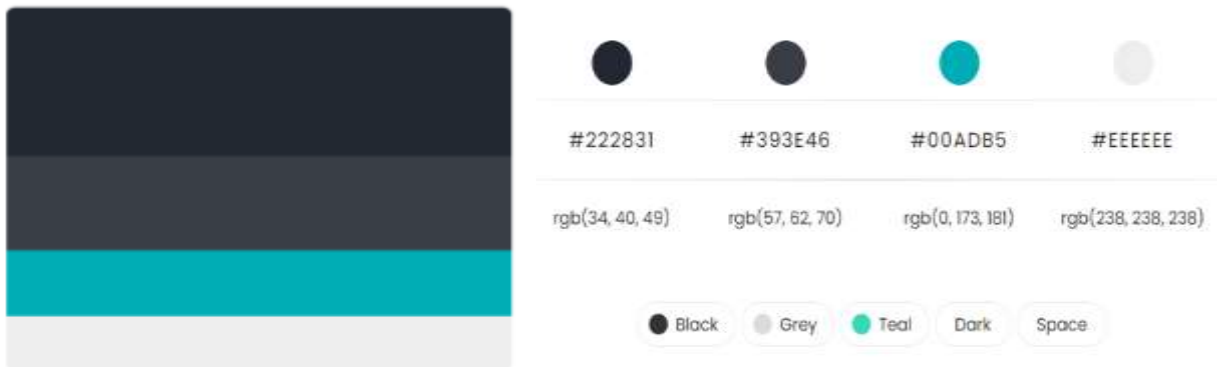 #222831 #393E46 #00ADB5 #EEEEEE
rgb(34, 40, 49) rgb(57, 62, 70) rgb(0, 173, 181) rgb(238, 238, 238)
Black Grey Teal Dark Space